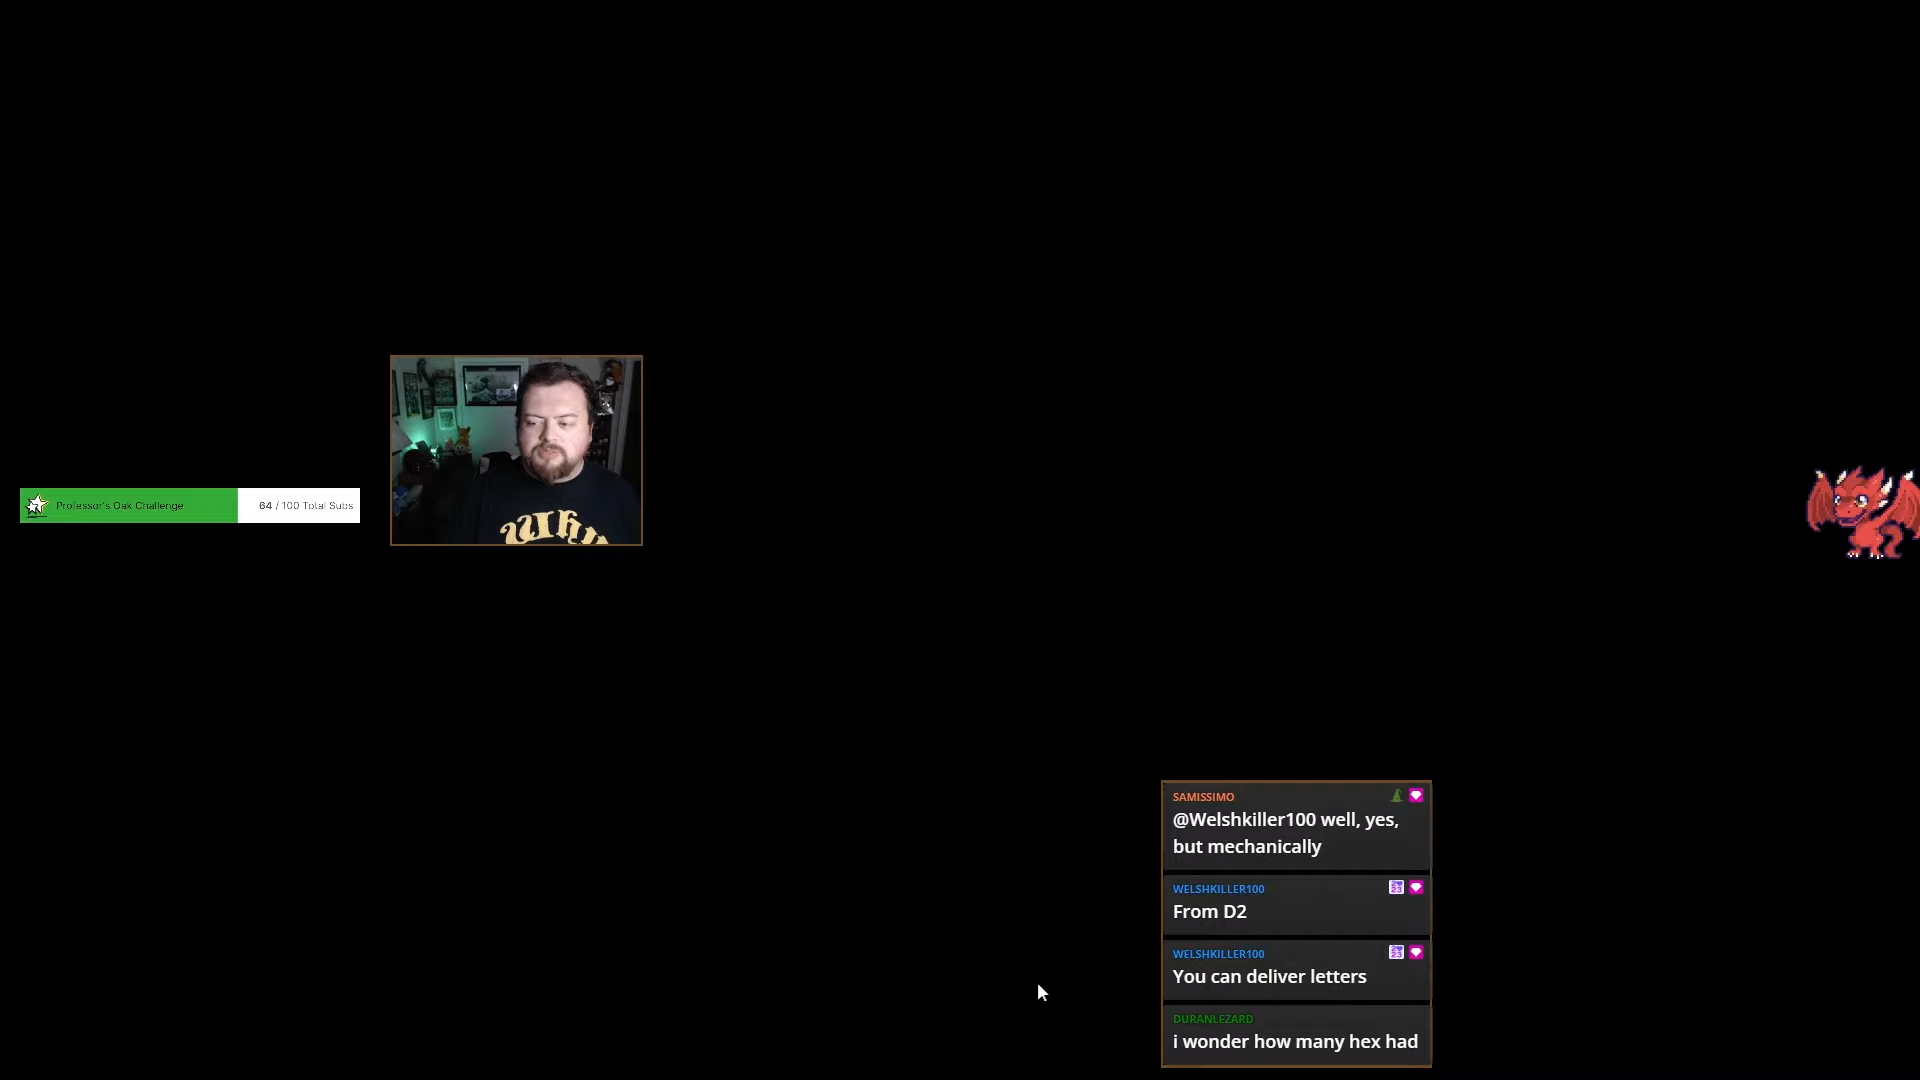 Professor's Oak Challenge 64 / 100 Total Subs
SAMISSIMO
@Welshkiller100 well, yes,
but mechanically
WELSHKILLER100
From D2
WELSHKILLER100
You can deliver letters
DURANLEZARD
i wonder how many hex had